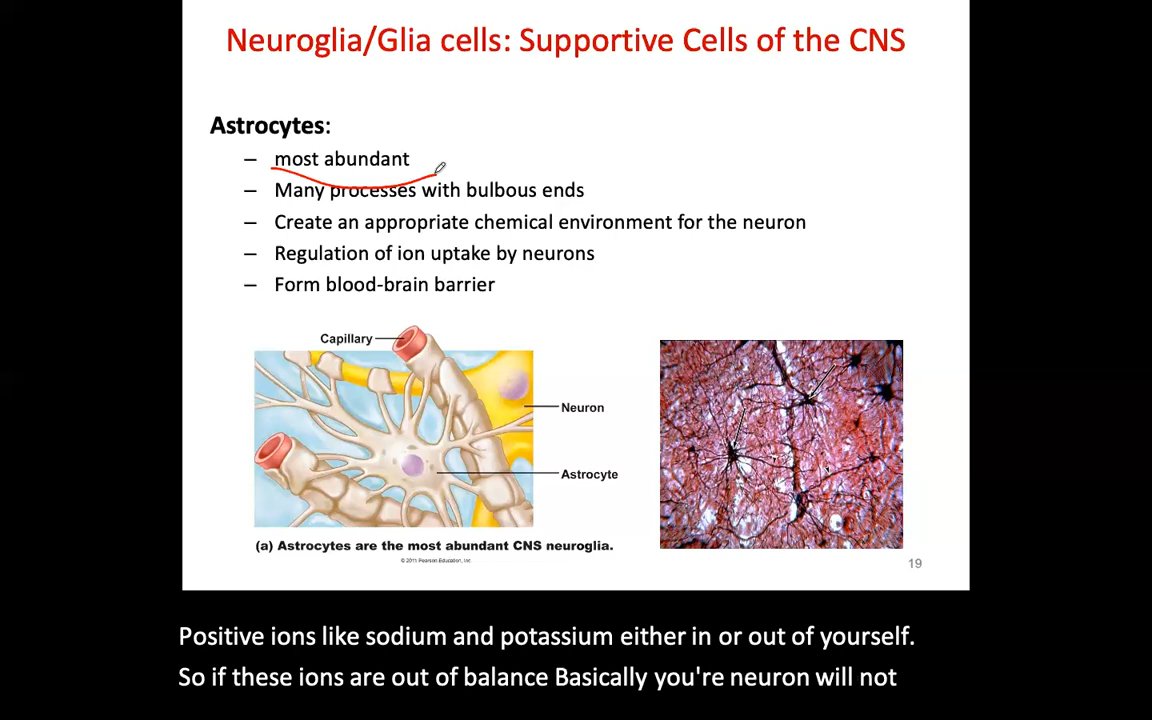 Neuroglia/Glia cells: Supportive Cells of the CNS
Astrocytes:
– most abundant
– Many processes with bulbous ends
– Create an appropriate chemical environment for the neuron
– Regulation of ion uptake by neurons
– Form blood-brain barrier
Capillary
Neuron
Astrocyte
(a) Astrocytes are the most abundant CNS neuroglia.
© 2011 Pearson Education, Inc.
19
Positive ions like sodium and potassium either in or out of yourself.
So if these ions are out of balance Basically you're neuron will not